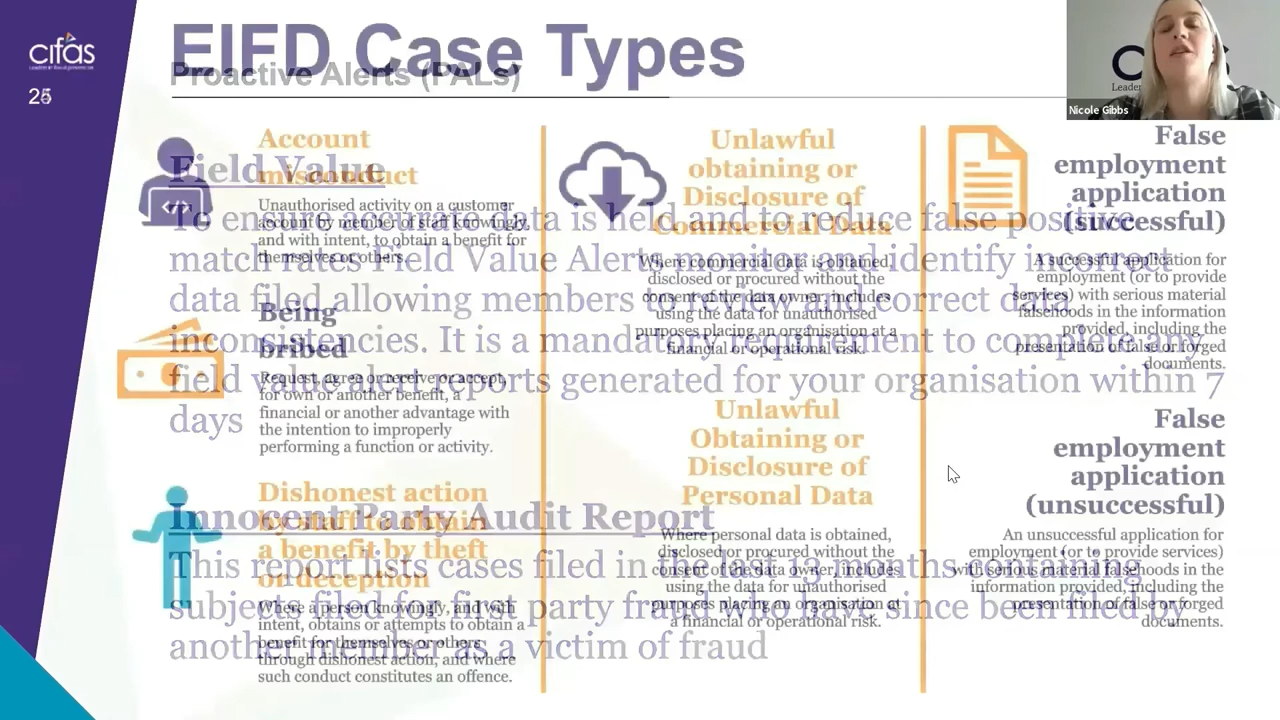 cifas
EIFD Case Types
Proactive Alerts (PALs)
Nicole Gibbs
Account
misconduct
Unauthorised activity on a customer
account by member of staff knowingly,
and with intent, to obtain a benefit for
themselves or others.
Being
bribed
Request, agree or receive or accept,
for own or another benefit, a
financial or another advantage with
the intention to improperly
performing a function or activity.
Dishonest action
by staff to obtain
a benefit by theft
or deception
Where a person knowingly, and with
intent, obtains or attempts to obtain a
benefit for themselves or others
through dishonest action, and where
such conduct constitutes an offence.
Unlawful
obtaining or
Disclosure of
Commercial Data
Where commercial data is obtained,
disclosed or procured without the
consent of the data owner, includes
using the data for unauthorised
purposes placing an organisation at a
financial or operational risk.
Unlawful
Obtaining or
Disclosure of
Personal Data
Where personal data is obtained,
disclosed or procured without the
consent of the data owner, includes
using the data for unauthorised
purposes placing an organisation at
a financial or operational risk.
False
employment
application
(successful)
A successful application for
employment (or to provide
services) with serious material
falsehoods in the information
provided, including the
presentation of false or forged
documents.
False
employment
application
(unsuccessful)
An unsuccessful application for
employment (or to provide services)
with serious material falsehoods in the
information provided, including the
presentation of false or forged
documents.
Field Value
To ensure accurate data is held and to reduce false positive
match rates Field Value Alerts monitor and identify incorrect
data filed allowing members to review and correct data
inconsistencies. It is a mandatory requirement to complete any
field value alert reports generated for your organisation within 7
days
Innocent Party Audit Report
This report lists cases filed in the last 13 months containing
subjects filed for first party fraud who have since been filed by
another member as a victim of fraud